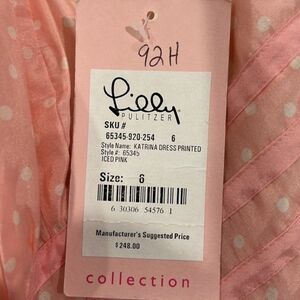 92H
Lilly
PULITZER
SKU #
65345-920-254 6
Style Name: KATRINA DRESS PRINTED
Style #: 65345
ICED PINK
Size: 6
6 30306 54576 1
Manufacturer's Suggested Price
$248.00
collection